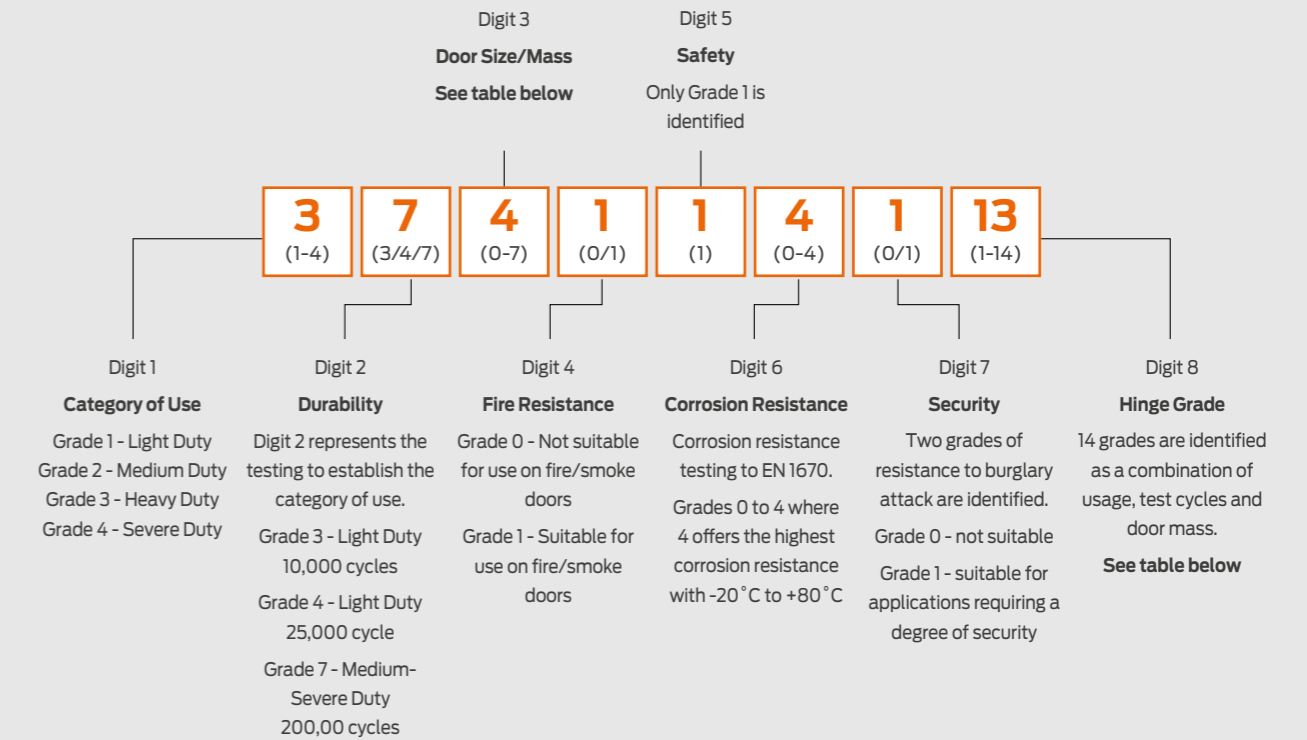 Digit 3
Door Size/Mass
See table below
Digit 5
Safety
Only Grade 1 is
identified
3
(1-4)
7
(3/4/7)
4
(0-7)
1
(0/1)
1
(1)
4
(0-4)
1
(0/1)
13
(1-14)
Digit 1
Category of Use
Grade 1 - Light Duty
Grade 2 - Medium Duty
Grade 3 - Heavy Duty
Grade 4 - Severe Duty
Digit 2
Durability
Digit 2 represents the
testing to establish the
category of use.
Grade 3 - Light Duty
10,000 cycles
Grade 4 - Light Duty
25,000 cycle
Grade 7 - Medium-
Severe Duty
200,00 cycles
Digit 4
Fire Resistance
Grade 0 - Not suitable
for use on fire/smoke
doors
Grade 1 - Suitable for
use on fire/smoke
doors
Digit 6
Corrosion Resistance
Corrosion resistance
testing to EN 1670.
Grades 0 to 4 where
4 offers the highest
corrosion resistance
with -20˚C to +80˚C
Digit 7
Security
Two grades of
resistance to burglary
attack are identified.
Grade 0 - not suitable
Grade 1 - suitable for
applications requiring a
degree of security
Digit 8
Hinge Grade
14 grades are identified
as a combination of
usage, test cycles and
door mass.
See table below